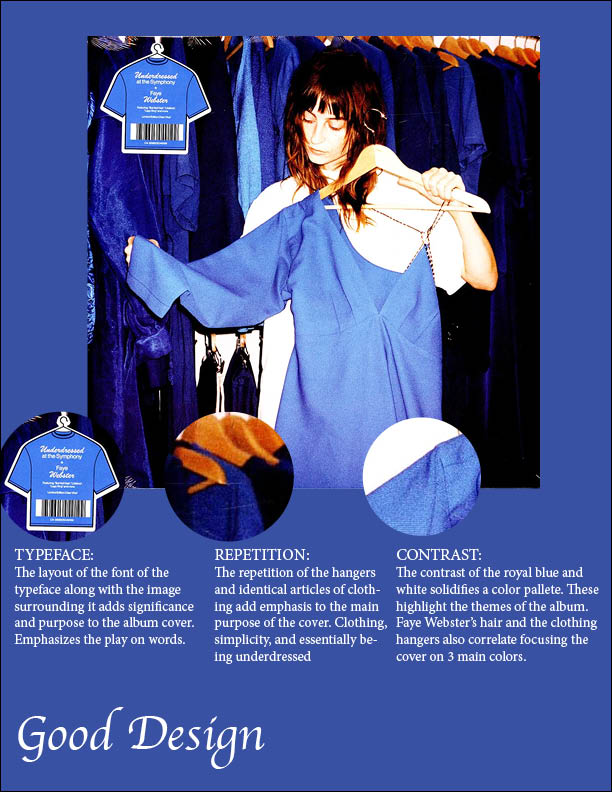 Underdressed
at the Symphony
Faye
Webster
Underdressed
at the Symphony
Faye
Webster
TYPEFACE:
The layout of the font of the
typeface along with the image
surrounding it adds significance
and purpose to the album cover.
Emphasizes the play on words.
REPETITION:
The repetition of the hangers
and identical articles of cloth-
ing add emphasis to the main
purpose of the cover. Clothing,
simplicity, and essentially be-
ing underdressed
CONTRAST:
The contrast of the royal blue and
white solidifies a color pallete. These
highlight the themes of the album.
Faye Webster's hair and the clothing
hangers also correlate focusing the
cover on 3 main colors.
Good Design